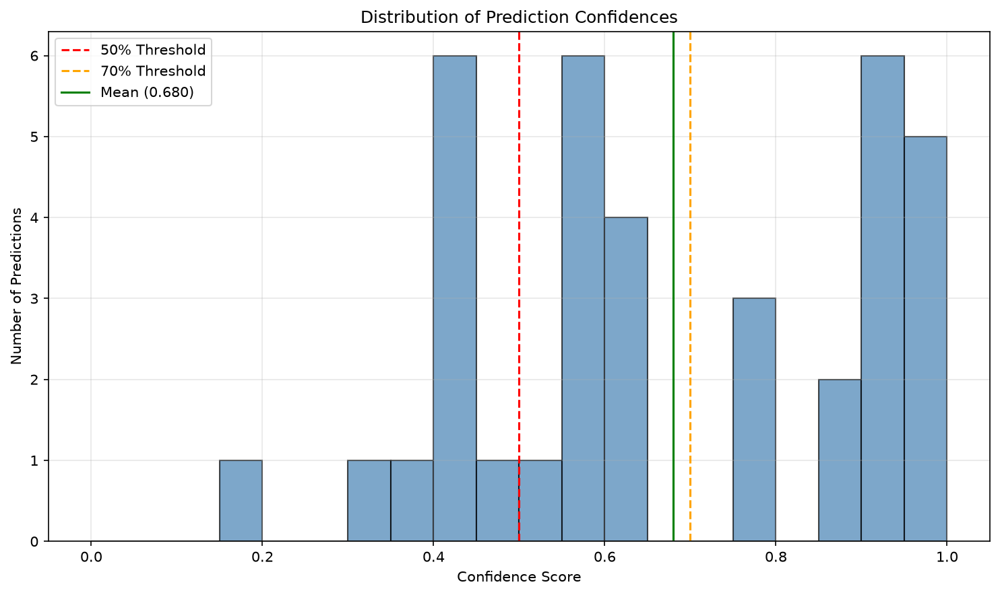 Distribution of Prediction Confidences
50% Threshold
70% Threshold
Mean (0.680)
Number of Predictions
6
5
4
3
2
1
0
0.0 0.2 0.4 0.6 0.8 1.0
Confidence Score